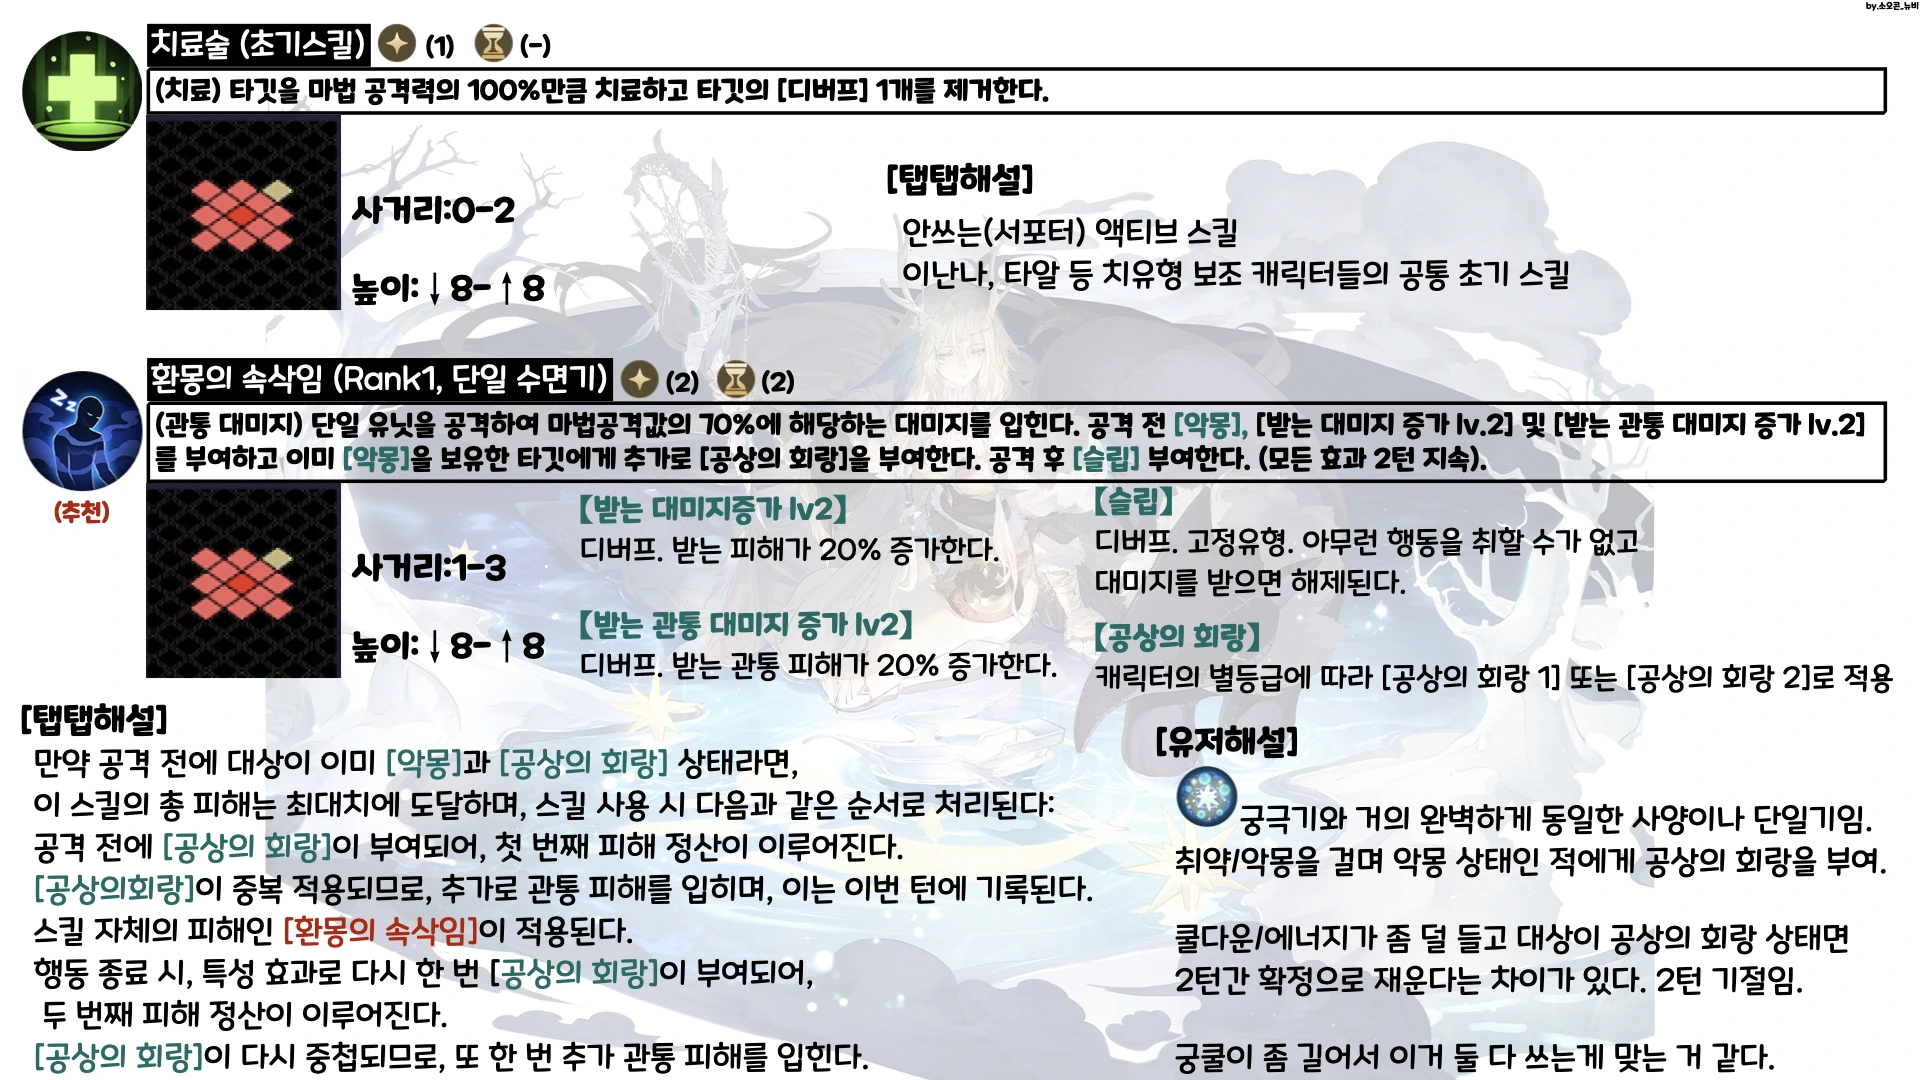 by.소오콘_뉴비
치료술 (초기스킬) (1) (-)
(치료) 타깃을 마법 공격력의 100%만큼 치료하고 타깃의 [디버프] 1개를 제거한다.
사거리:0-2
높이:↓8-↑8
[탭탭해설]
안쓰는(서포터) 액티브 스킬
이난나, 타알 등 치유형 보조 캐릭터들의 공통 초기 스킬
환몽의 속삭임 (Rank1, 단일 수면기) (2) (2)
(관통 대미지) 단일 유닛을 공격하여 마법공격값의 70%에 해당하는 대미지를 입힌다. 공격 전 [악몽], [받는 대미지 증가 lv.2] 및 [받는 관통 대미지 증가 lv.2]
를 부여하고 이미 [악몽]을 보유한 타깃에게 추가로 [공상의 회랑]을 부여한다. 공격 후 [슬립] 부여한다. (모든 효과 2턴 지속).
(추천)
사거리:1-3
높이:↓8-↑8
【받는 대미지증가 lv2】
디버프. 받는 피해가 20% 증가한다.
【받는 관통 대미지 증가 lv2】
디버프. 받는 관통 피해가 20% 증가한다.
【슬립】
디버프. 고정유형. 아무런 행동을 취할 수가 없고
대미지를 받으면 해제된다.
【공상의 회랑】
캐릭터의 별등급에 따라 [공상의 회랑 1] 또는 [공상의 회랑 2]로 적용
[탭탭해설]
만약 공격 전에 대상이 이미 [악몽]과 [공상의 회랑] 상태라면,
이 스킬의 총 피해는 최대치에 도달하며, 스킬 사용 시 다음과 같은 순서로 처리된다:
공격 전에 [공상의 회랑]이 부여되어, 첫 번째 피해 정산이 이루어진다.
[공상의회랑]이 중복 적용되므로, 추가로 관통 피해를 입히며, 이는 이번 턴에 기록된다.
스킬 자체의 피해인 [환몽의 속삭임]이 적용된다.
행동 종료 시, 특성 효과로 다시 한 번 [공상의 회랑]이 부여되어,
두 번째 피해 정산이 이루어진다.
[공상의 회랑]이 다시 중첩되므로, 또 한 번 추가 관통 피해를 입힌다.
[유저해설]
궁극기와 거의 완벽하게 동일한 사양이나 단일기임.
취약/악몽을 걸며 악몽 상태인 적에게 공상의 회랑을 부여.
쿨다운/에너지가 좀 덜 들고 대상이 공상의 회랑 상태면
2턴간 확정으로 재운다는 차이가 있다. 2턴 기절임.
궁쿨이 좀 길어서 이거 둘 다 쓰는게 맞는 거 같다.